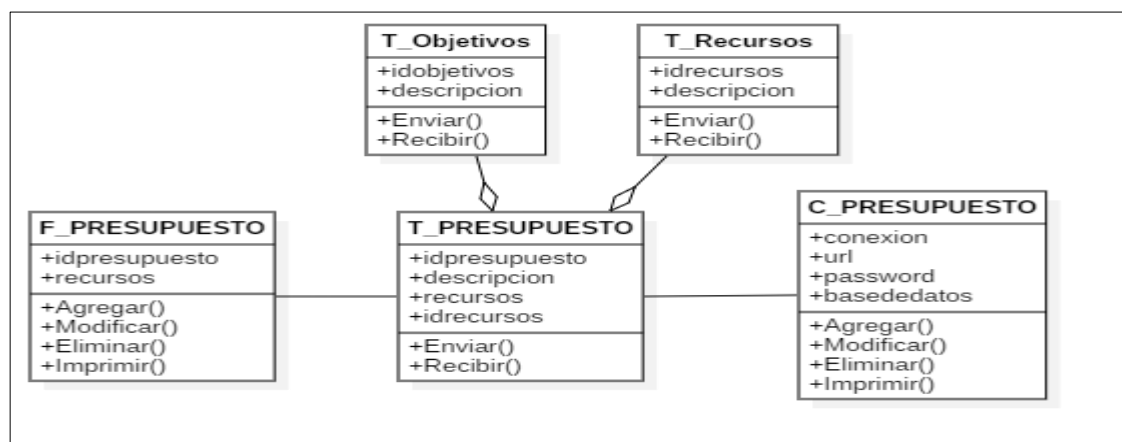 T_Objetivos
+idobjetivos
+descripcion
+Enviar()
+Recibir()
T_Recursos
+idrecursos
+descripcion
+Enviar()
+Recibir()
F_PRESUPUESTO
+idpresupuesto
+recursos
+Agregar()
+Modificar()
+Eliminar()
+Imprimir()
T_PRESUPUESTO
+idpresupuesto
+descripcion
+recursos
+idrecursos
+Enviar()
+Recibir()
C_PRESUPUESTO
+conexion
+url
+password
+basededatos
+Agregar()
+Modificar()
+Eliminar()
+Imprimir()